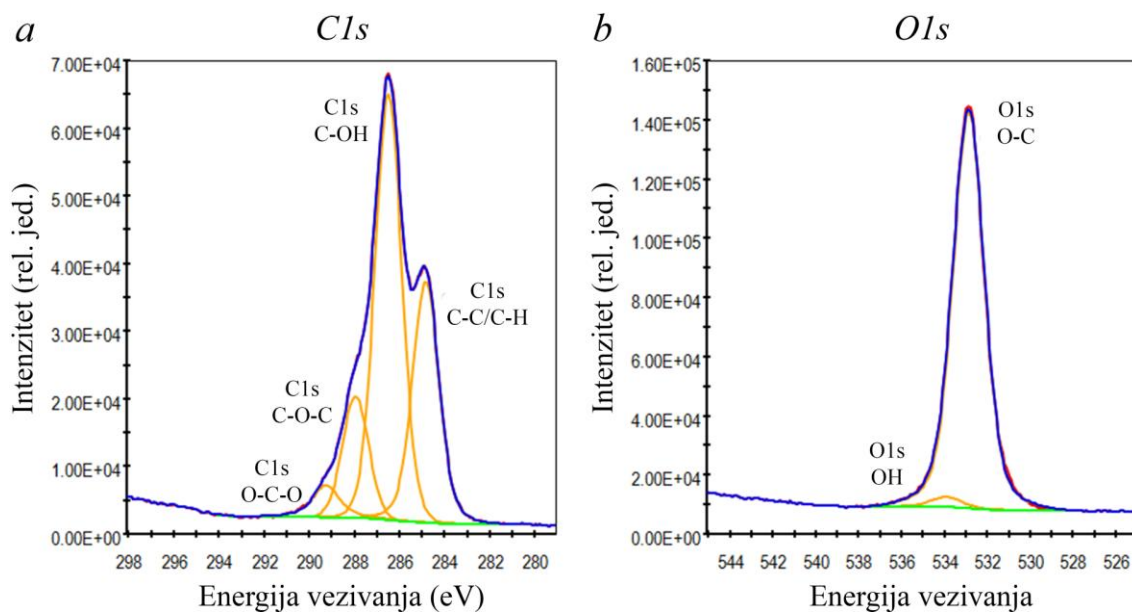 a
C1s
Intenzitet (rel. jed.)
7.00E+04
6.00E+04
5.00E+04
4.00E+04
3.00E+04
2.00E+04
1.00E+04
0.00E+00
C1s
C-OH
C1s
C-C/C-H
C1s
C-O-C
C1s
O-C-O
298 296 294 292 290 288 286 284 282 280
Energija vezivanja (eV)
b
O1s
Intenzitet (rel. jed.)
1.60E+05
1.40E+05
1.20E+05
1.00E+05
8.00E+04
6.00E+04
4.00E+04
2.00E+04
0.00E+00
O1s
O-C
O1s
OH
544 542 540 538 536 534 532 530 528 526
Energija vezivanja